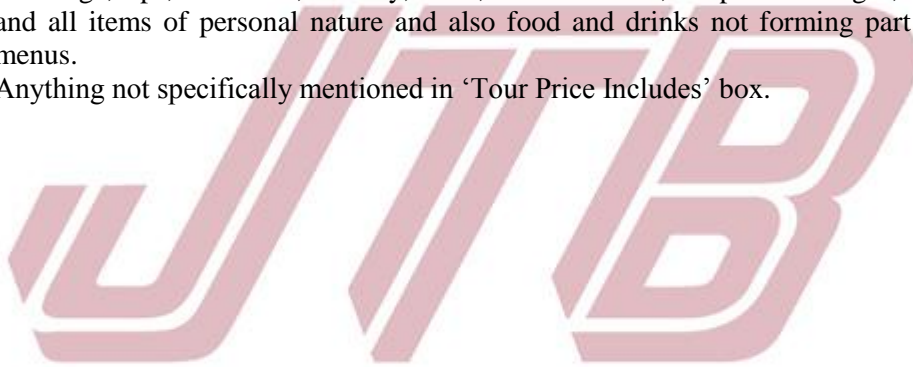 and all items of personal nature and also food and drinks not forming part
menus.
Anything not specifically mentioned in ‘Tour Price Includes’ box.
JTB